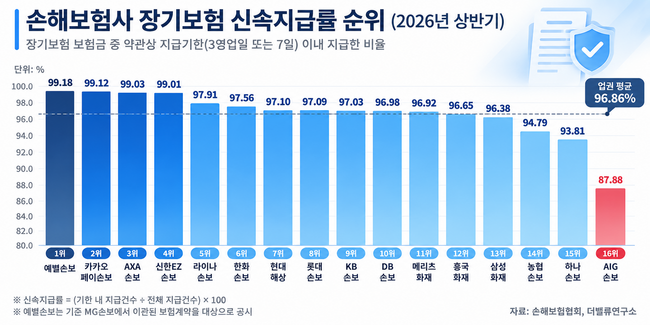 손해보험사 장기보험 신속지급률 순위 (2026년 상반기)
장기보험 보험금 중 약관상 지급기한(3영업일 또는 7일) 이내 지급한 비율
단위: %
업권 평균
96.86%
100.0
98.0
96.0
94.0
92.0
90.0
88.0
86.0
84.0
82.0
80.0
99.18 99.12 99.03 99.01 97.91 97.56 97.10 97.09 97.03 96.98 96.92 96.65 96.38 94.79 93.81 87.88
1위 2위 3위 4위 5위 6위 7위 8위 9위 10위 11위 12위 13위 14위 15위 16위
예별손보 카카오 AXA 신한EZ 라이나 한화 현대 롯데 KB DB 메리츠 흥국 삼성 농협 하나 AIG
페이손보 손보 손보 손보 손보 해상 손보 손보 손보 화재 화재 화재 손보 손보 손보
※ 신속지급률 = (기한 내 지급건수 ÷ 전체 지급건수) × 100
※ 예별손보는 기준 MG손보에서 이관된 보험계약을 대상으로 공시
자료: 손해보험협회, 더밸류연구소